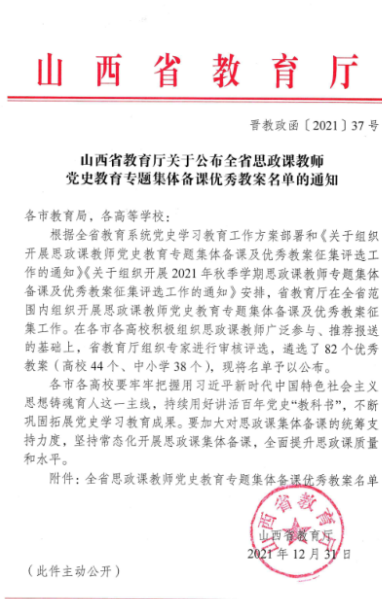 山西省教育厅
晋教政函〔2021〕37号
山西省教育厅关于公布全省思政课教师
党史教育专题集体备课优秀教案名单的通知
各市教育局，各高等学校：
根据全省教育系统党史学习教育工作方案部署和《关于组织
开展思政课教师党史教育专题集体备课及优秀教案征集评选工
作的通知》《关于组织开展2021年秋季学期思政课教师专题集体
备课及优秀教案征集评选工作的通知》安排，省教育厅在全省范
围内组织开展思政课教师党史教育专题集体备课及优秀教案征
集工作。在各市各高校积极组织思政课教师广泛参与、推荐报送
的基础上，省教育厅组织专家进行审核评选，遴选了82个优秀
教案（高校44个、中小学38个），现将名单予以公布。
各市各高校要牢牢把握用习近平新时代中国特色社会主义
思想铸魂育人这一主线，持续用好讲活百年党史“教科书”，不断
巩固拓展党史学习教育成果。要加大对思政课集体备课的统筹支
持力度，坚持常态化开展思政课集体备课，全面提升思政课质量
和水平。
附件：全省思政课教师党史教育专题集体备课优秀教案名单
山西省教育厅
山西省教育厅
2021年12月31日
（此件主动公开）